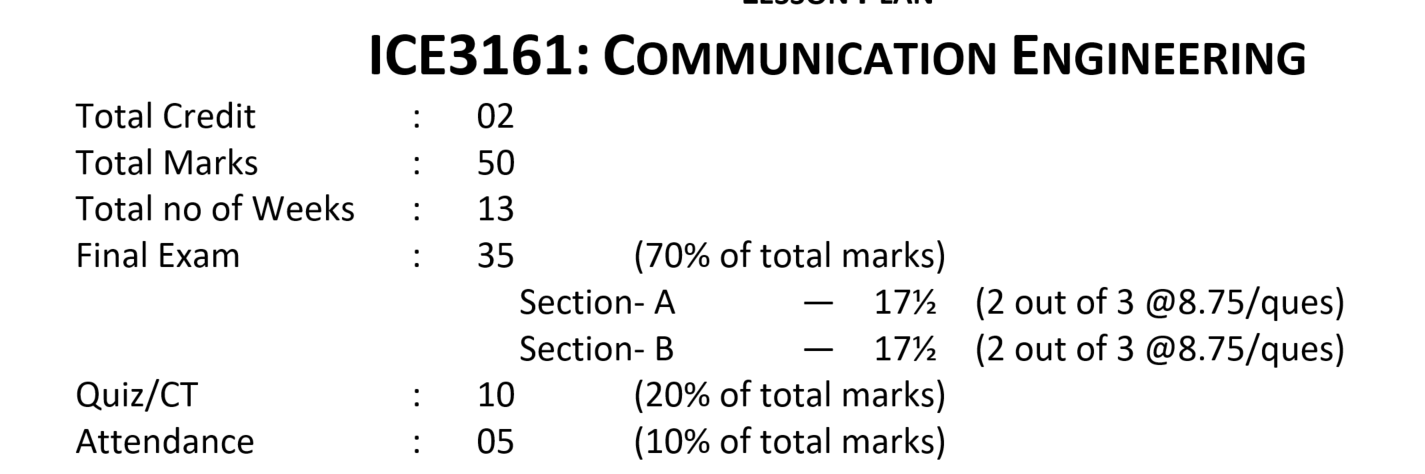 LESSON PLAN
ICE3161: COMMUNICATION ENGINEERING
Total Credit : 02
Total Marks : 50
Total no of Weeks : 13
Final Exam : 35 (70% of total marks)
Section- A — 17½ (2 out of 3 @8.75/ques)
Section- B — 17½ (2 out of 3 @8.75/ques)
Quiz/CT : 10 (20% of total marks)
Attendance : 05 (10% of total marks)